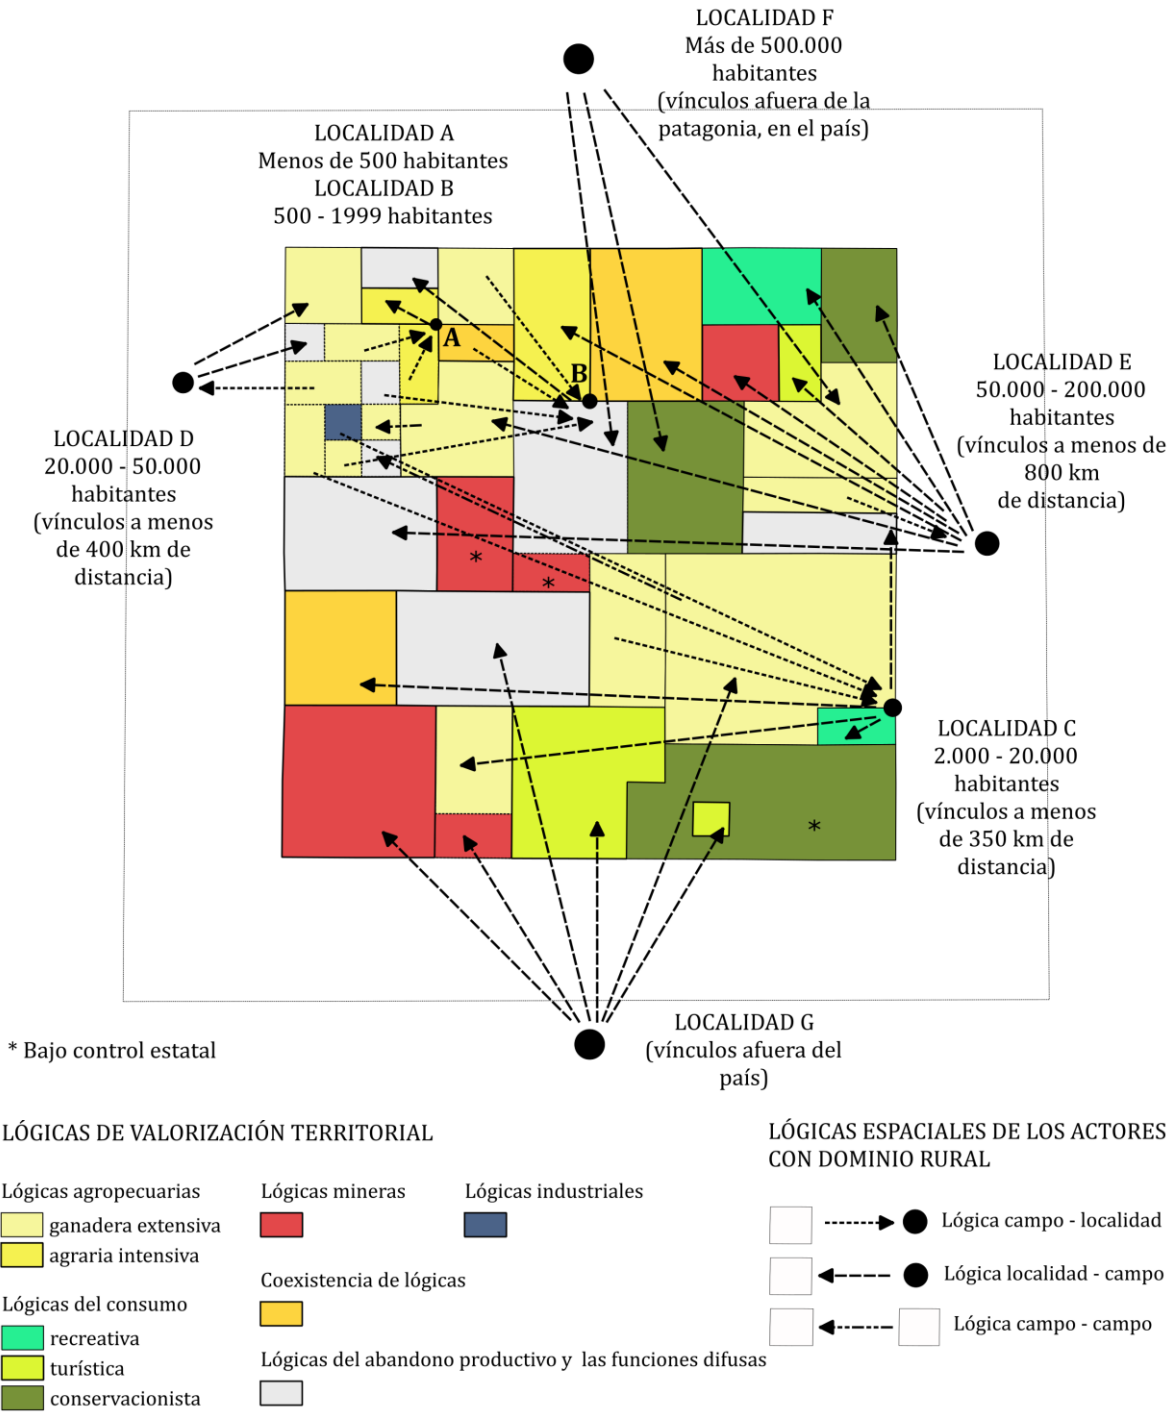 LOCALIDAD F
Más de 500.000
habitantes
(vínculos afuera de la
patagonia, en el país)
LOCALIDAD A
Menos de 500 habitantes
LOCALIDAD B
500 - 1999 habitantes
A
B
LOCALIDAD E
50.000 - 200.000
habitantes
(vínculos a menos de
800 km
de distancia)
LOCALIDAD D
20.000 - 50.000
habitantes
(vínculos a menos
de 400 km de
distancia)
*
*
LOCALIDAD C
2.000 - 20.000
habitantes
(vínculos a menos
de 350 km de
distancia)
*
LOCALIDAD G
(vínculos afuera del
país)
* Bajo control estatal
LÓGICAS DE VALORIZACIÓN TERRITORIAL
Lógicas agropecuarias
ganadera extensiva
agraria intensiva
Lógicas del consumo
recreativa
turística
conservacionista
Lógicas mineras
Coexistencia de lógicas
Lógicas del abandono productivo y las funciones difusas
Lógicas industriales
LÓGICAS ESPACIALES DE LOS ACTORES
CON DOMINIO RURAL
Lógica campo - localidad
Lógica localidad - campo
Lógica campo - campo